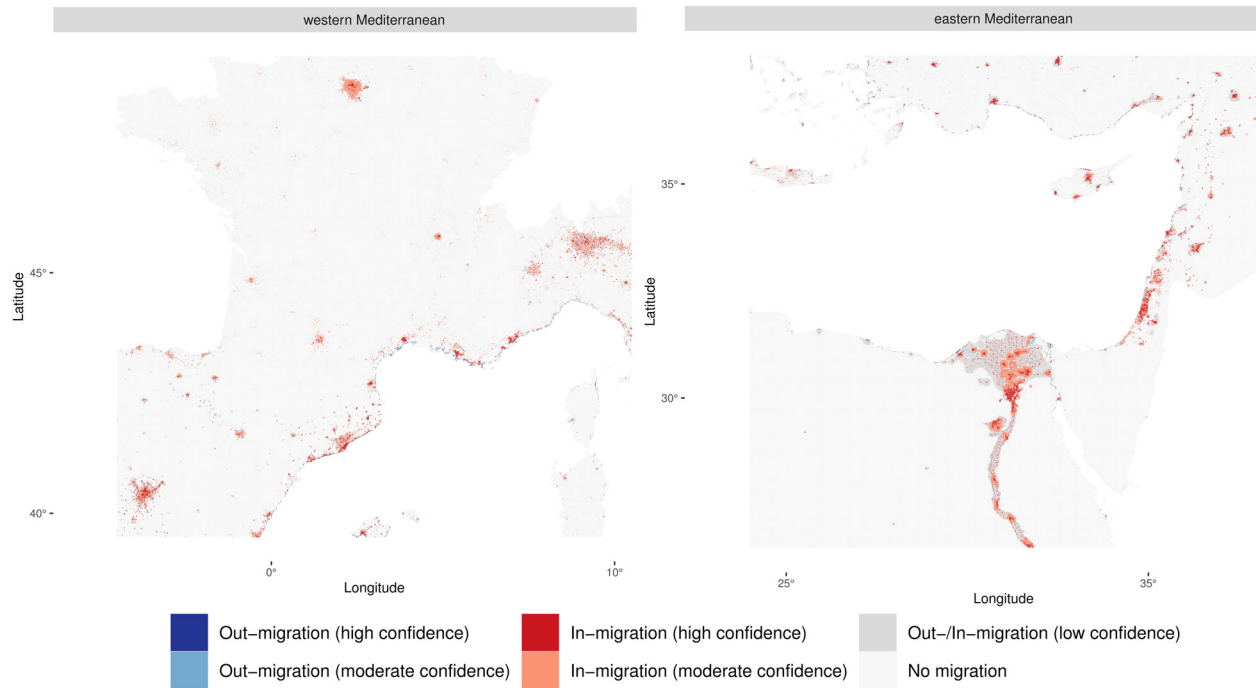 western Mediterranean
eastern Mediterranean
Latitude
45°
40°
0°
10°
Longitude
Latitude
35°
30°
25°
35°
Longitude
Out−migration (high confidence)
In−migration (high confidence)
Out−/In−migration (low confidence)
Out−migration (moderate confidence)
In−migration (moderate confidence)
No migration